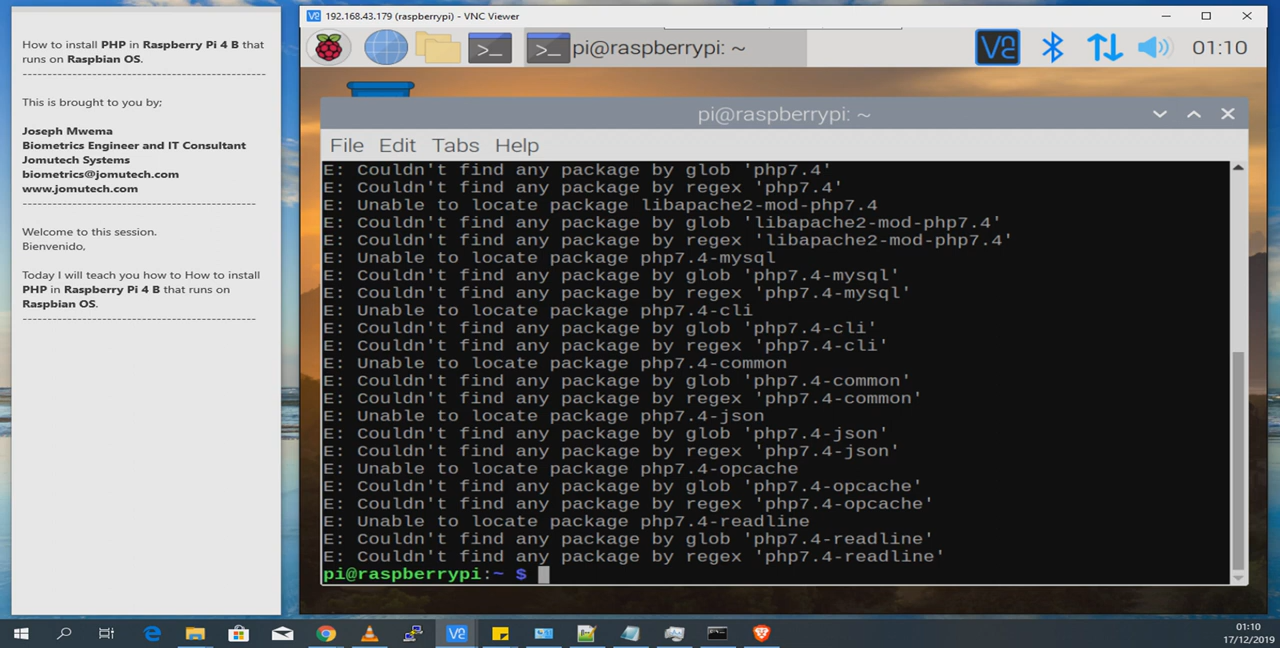 How to install PHP in Raspberry Pi 4 B that
runs on Raspbian OS.
--------------------------------------------------------------
This is brought to you by;
Joseph Mwema
Biometrics Engineer and IT Consultant
Jomutech Systems
biometrics@jomutech.com
www.jomutech.com
------------------------------------------------------------
Welcome to this session.
Bienvenido,
Today I will teach you how to How to install
PHP in Raspberry Pi 4 B that runs on
Raspbian OS.
------------------------------------------------------------
192.168.43.179 (raspberrypi) - VNC Viewer
pi@raspberrypi: ~
01:10
pi@raspberrypi: ~
File Edit Tabs Help
E: Couldn't find any package by glob 'php7.4'
E: Couldn't find any package by regex 'php7.4'
E: Unable to locate package libapache2-mod-php7.4
E: Couldn't find any package by glob 'libapache2-mod-php7.4'
E: Couldn't find any package by regex 'libapache2-mod-php7.4'
E: Unable to locate package php7.4-mysql
E: Couldn't find any package by glob 'php7.4-mysql'
E: Couldn't find any package by regex 'php7.4-mysql'
E: Unable to locate package php7.4-cli
E: Couldn't find any package by glob 'php7.4-cli'
E: Couldn't find any package by regex 'php7.4-cli'
E: Unable to locate package php7.4-common
E: Couldn't find any package by glob 'php7.4-common'
E: Couldn't find any package by regex 'php7.4-common'
E: Unable to locate package php7.4-json
E: Couldn't find any package by glob 'php7.4-json'
E: Couldn't find any package by regex 'php7.4-json'
E: Unable to locate package php7.4-opcache
E: Couldn't find any package by glob 'php7.4-opcache'
E: Couldn't find any package by regex 'php7.4-opcache'
E: Unable to locate package php7.4-readline
E: Couldn't find any package by glob 'php7.4-readline'
E: Couldn't find any package by regex 'php7.4-readline'
pi@raspberrypi:~ $
01:10
17/12/2019